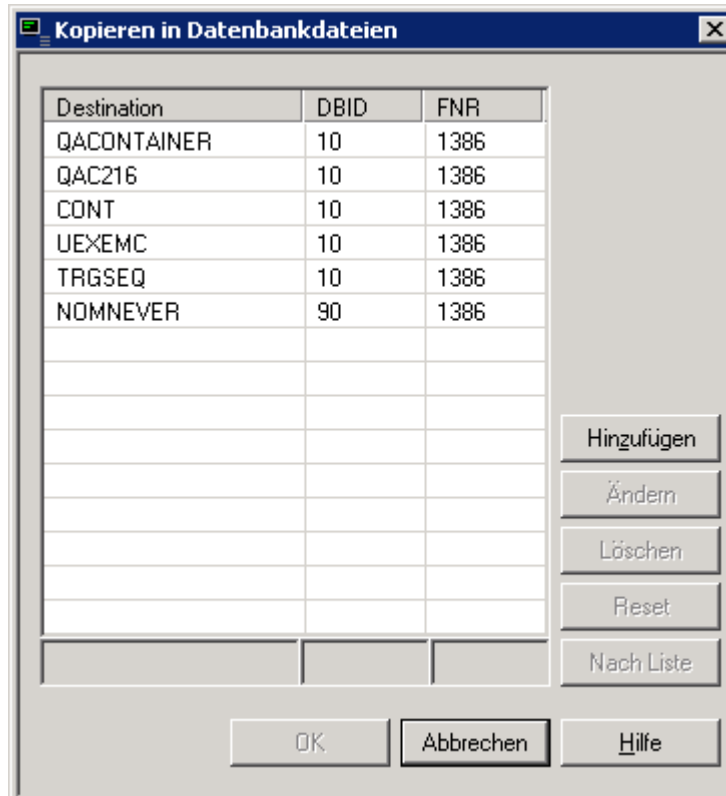 Kopieren in Datenbankdateien
Destination DBID FNR
QACONTAINER 10 1386
QAC216 10 1386
CONT 10 1386
UEXEMC 10 1386
TRGSEQ 10 1386
NOMNEVER 90 1386
Hinzufügen
Ändern
Löschen
Reset
Nach Liste
OK Abbrechen Hilfe